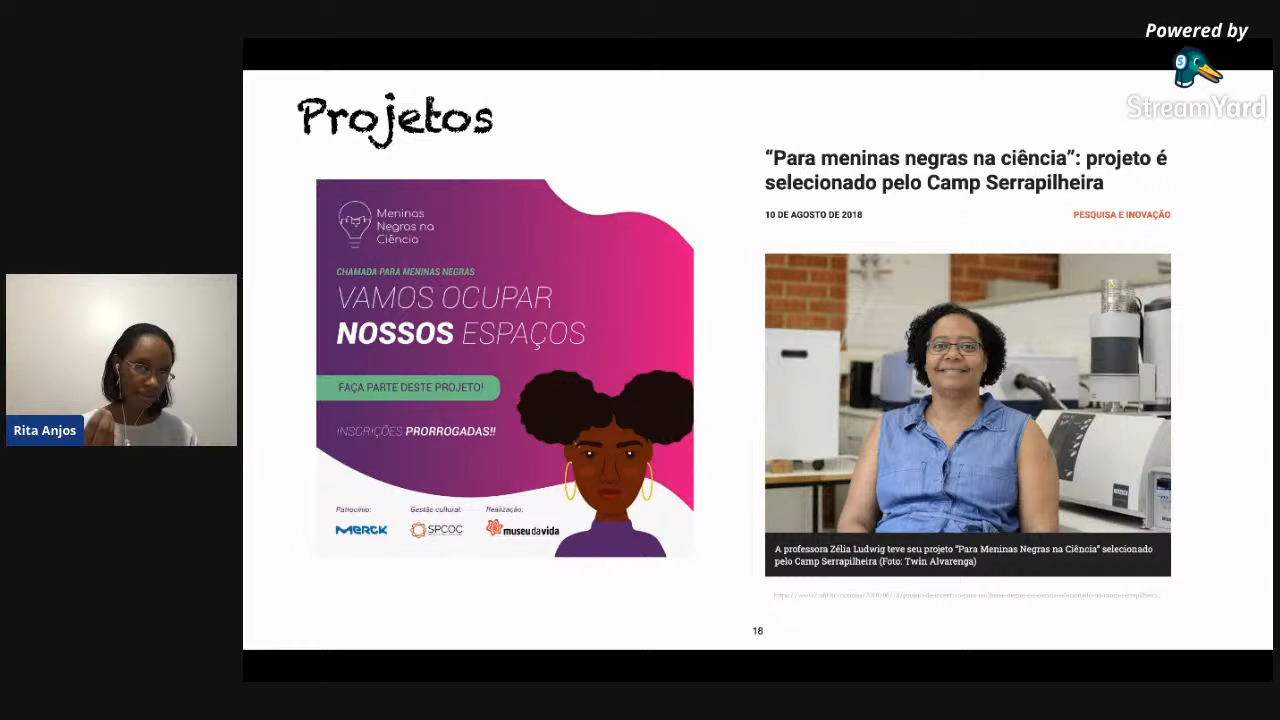 Powered by
StreamYard
Projetos
Meninas
Negras na
Ciência
CHAMADA PARA MENINAS NEGRAS
VAMOS OCUPAR
NOSSOS ESPAÇOS
FAÇA PARTE DESTE PROJETO!
INSCRIÇÕES PRORROGADAS!!
Patrocínio:
Gestão cultural:
Realização:
MERCK
SPCOC
museudavida
“Para meninas negras na ciência”: projeto é
selecionado pelo Camp Serrapilheira
10 DE AGOSTO DE 2018
PESQUISA E INOVAÇÃO
A professora Zélia Ludwig teve seu projeto “Para Meninas Negras na Ciência” selecionado
pelo Camp Serrapilheira (Foto: Twin Alvarenga)
18
Rita Anjos